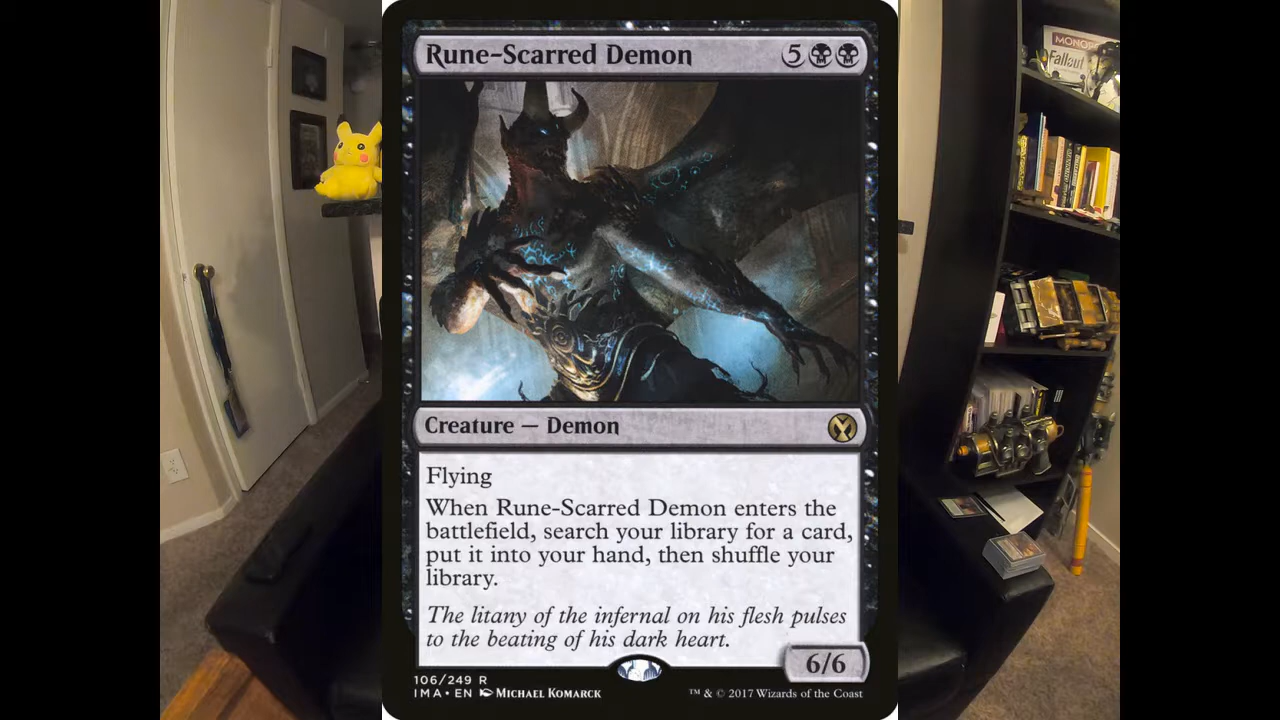 Rune-Scarred Demon 5
MONOPO
Fallout
Creature — Demon
Flying
When Rune-Scarred Demon enters the
battlefield, search your library for a card,
put it into your hand, then shuffle your
library.
The litany of the infernal on his flesh pulses
to the beating of his dark heart.
6/6
106/249 R
IMA • EN Michael Komarck
™ & © 2017 Wizards of the Coast